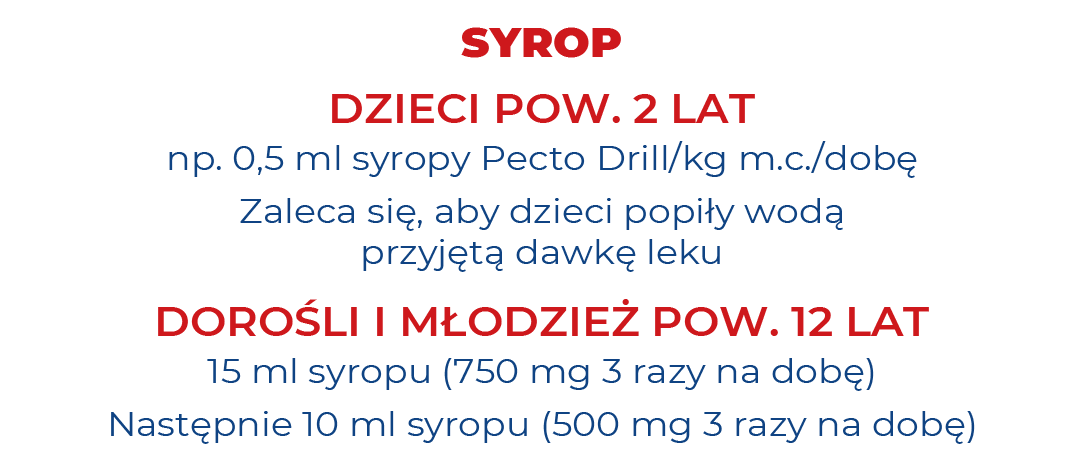 SYROP
DZIECI POW. 2 LAT
np. 0,5 ml syropy Pecto Drill/kg m.c./dobę
Zaleca się, aby dzieci popiły wodą
przyjętą dawkę leku
DOROŚLI I MŁODZIEŻ POW. 12 LAT
15 ml syropu (750 mg 3 razy na dobę)
Następnie 10 ml syropu (500 mg 3 razy na dobę)